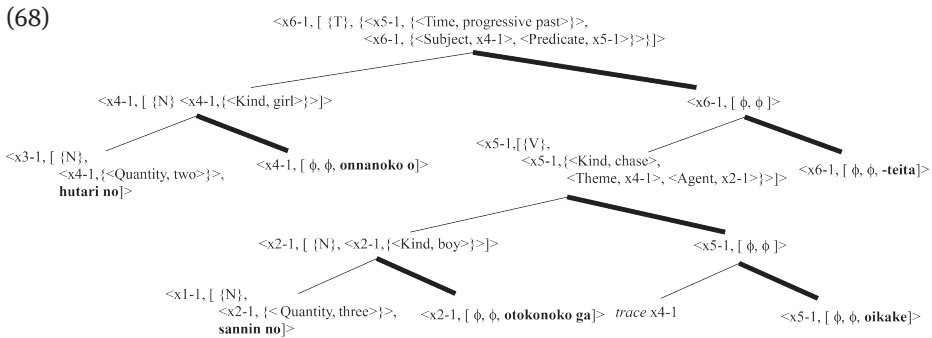 (68)
<x6-1, [ {T}, {<x5-1, {<Time, progressive past>}>,
<x6-1, {<Subject, x4-1>, <Predicate, x5-1>}>}]>
<x4-1, [ {N} <x4-1,{<Kind, girl>}>]>
<x6-1, [ ϕ, ϕ ]>
<x3-1, [ {N},
<x4-1,{<Quantity, two>}>,
hutari no]>
<x4-1, [ ϕ, ϕ, onnanoko o]>
<x5-1,[{V},
<x5-1,{<Kind, chase>,
<Theme, x4-1>, <Agent, x2-1>}>}]>
<x6-1, [ ϕ, ϕ, -teita]>
<x2-1, [ {N}, <x2-1,{<Kind, boy>}>]>
<x5-1, [ ϕ, ϕ ]>
<x1-1, [ {N},
<x2-1, {< Quantity, three>}>,
sannin no]>
<x2-1, [ ϕ, ϕ, otokonoko ga]>
trace x4-1
<x5-1, [ ϕ, ϕ, oikake]>